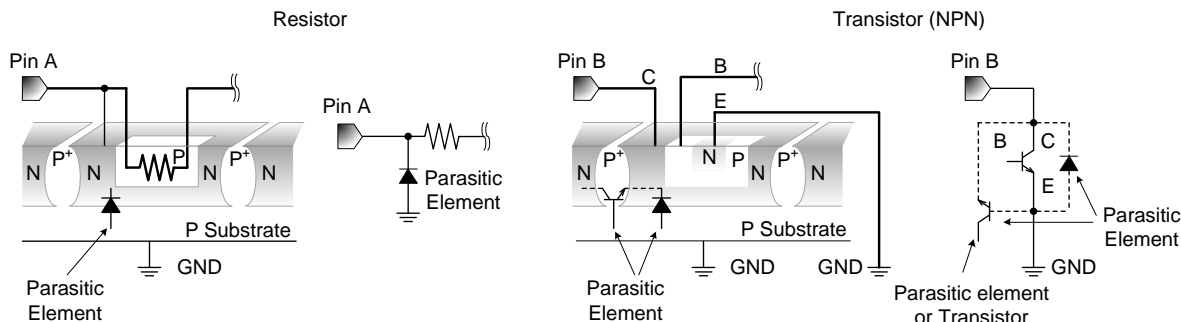 Resistor
Transistor (NPN)
Pin A
Pin B
C
B
E
Pin B
Pin A
N
P+
N
P
N
P+
N
N
P+
N
N
P
N
P+
N
B
C
E
Parasitic
Element
Parasitic
Element
P Substrate
GND
Parasitic
Element
P Substrate
GND
GND
Parasitic
Element
GND
Parasitic element
or Transistor